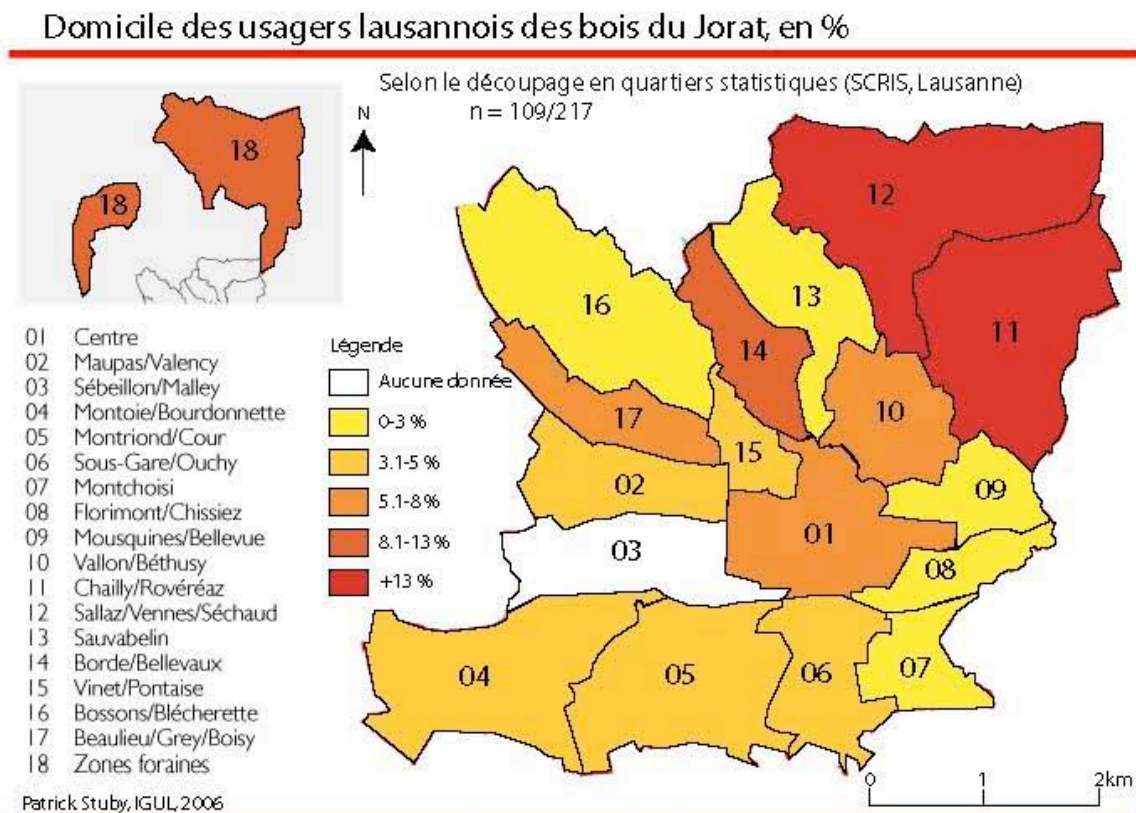 Domicile des usagers lausannois des bois du Jorat, en %
Selon le découpage en quartiers statistiques (SCRIS, Lausanne)
n = 109/217
N
18
18
12
11
13
16
14
10
17
15
02
09
03
01
08
04
05
06
07
01 Centre
02 Maupas/Valency
03 Sébeillon/Malley
04 Montoie/Bourdonnette
05 Montriond/Cour
06 Sous-Gare/Ouchy
07 Montchoisi
08 Florimont/Chissiez
09 Mousquines/Bellevue
10 Vallon/Béthusy
11 Chailly/Rovéréaz
12 Sallaz/Vennes/Séchaud
13 Sauvabelin
14 Borde/Bellevaux
15 Vinet/Pontaise
16 Bossons/Blécherette
17 Beaulieu/Grey/Boisy
18 Zones foraines
Légende
Aucune donnée
0-3 %
3.1-5 %
5.1-8 %
8.1-13 %
+13 %
0 1 2km
Patrick Stuby, IGUL, 2006